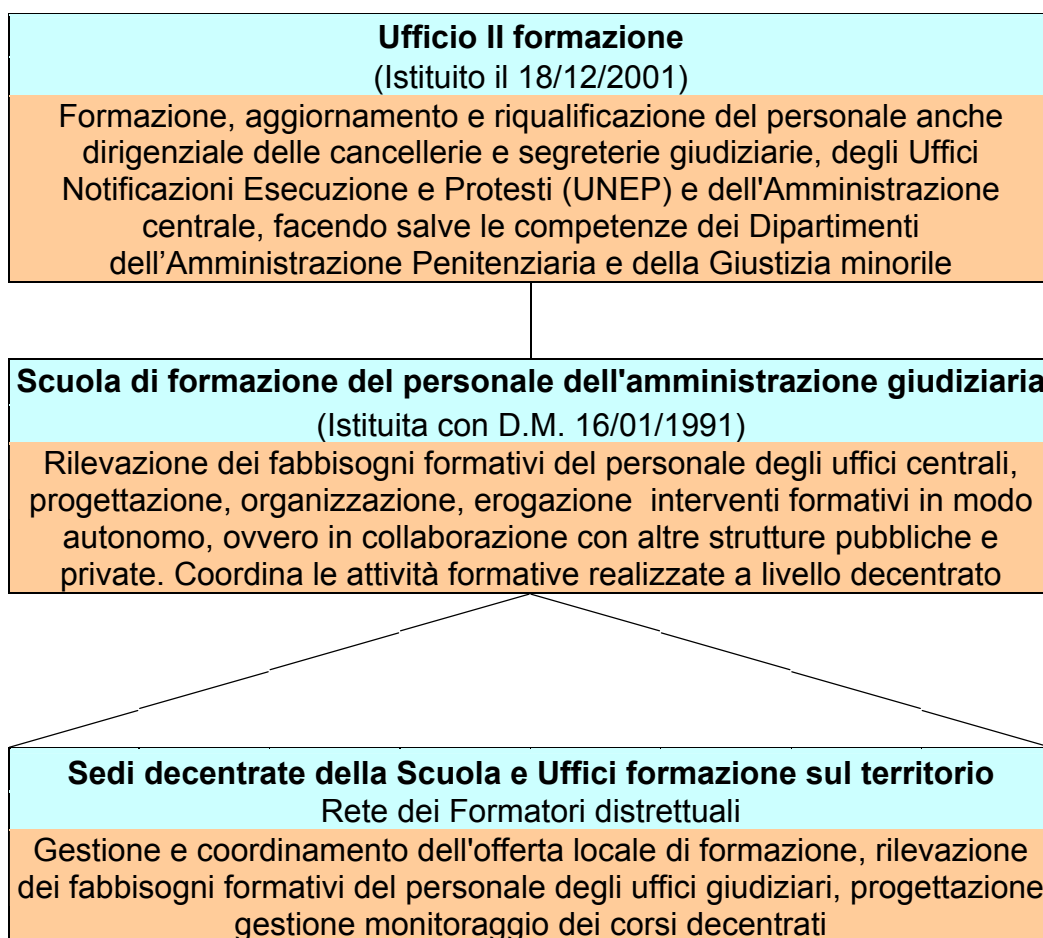 Ufficio II formazione
(Istituito il 18/12/2001)
Formazione, aggiornamento e riqualificazione del personale anche
dirigenziale delle cancellerie e segreterie giudiziarie, degli Uffici
Notificazioni Esecuzione e Protesti (UNEP) e dell'Amministrazione
centrale, facendo salve le competenze dei Dipartimenti
dell’Amministrazione Penitenziaria e della Giustizia minorile
Scuola di formazione del personale dell'amministrazione giudiziaria
(Istituita con D.M. 16/01/1991)
Rilevazione dei fabbisogni formativi del personale degli uffici centrali,
progettazione, organizzazione, erogazione interventi formativi in modo
autonomo, ovvero in collaborazione con altre strutture pubbliche e
private. Coordina le attività formative realizzate a livello decentrato
Sedi decentrate della Scuola e Uffici formazione sul territorio
Rete dei Formatori distrettuali
Gestione e coordinamento dell'offerta locale di formazione, rilevazione
dei fabbisogni formativi del personale degli uffici giudiziari, progettazione
gestione monitoraggio dei corsi decentrati